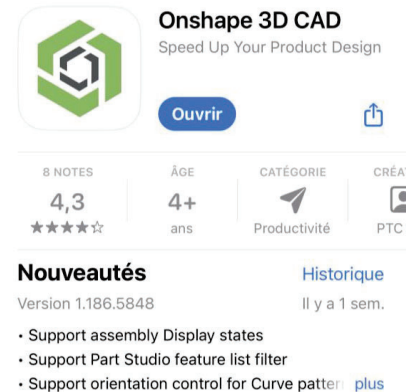 Onshape 3D CAD
Speed Up Your Product Design
Ouvrir
8 NOTES
ÂGE
CATÉGORIE
4,3
4+
★★★★☆
ans
Productivité
PTC
Nouveautés
Historique
Version 1.186.5848
Il y a 1 sem.
• Support assembly Display states
• Support Part Studio feature list filter
• Support orientation control for Curve patter plus